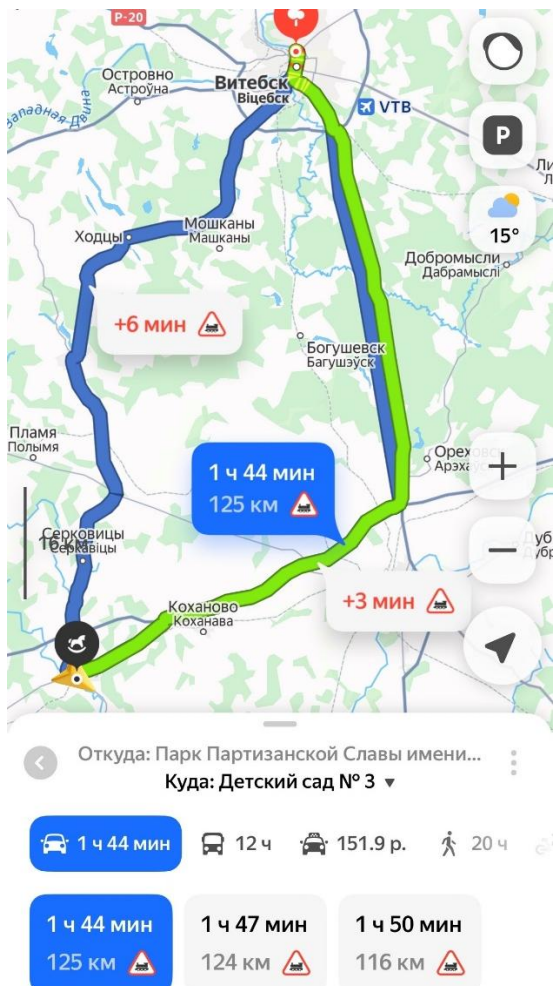 Р-20
Островно
Астроўна
Витебск
Віцебск
Западная Двина
VTB
P
15°
Мошканы
Машканы
Ходцы
Добромысли
Дабрамыслі
+6 мин
Богушевск
Багушэўск
Пламя
Полымя
1 ч 44 мин
125 км
16 км
Серковицы
Серкавіцы
+3 мин
Коханово
Коханава
Откуда: Парк Партизанской Славы имени...
Куда: Детский сад № 3
1 ч 44 мин
12 ч
151.9 р.
20 ч
1 ч 44 мин
1 ч 47 мин
1 ч 50 мин
125 км
124 км
116 км